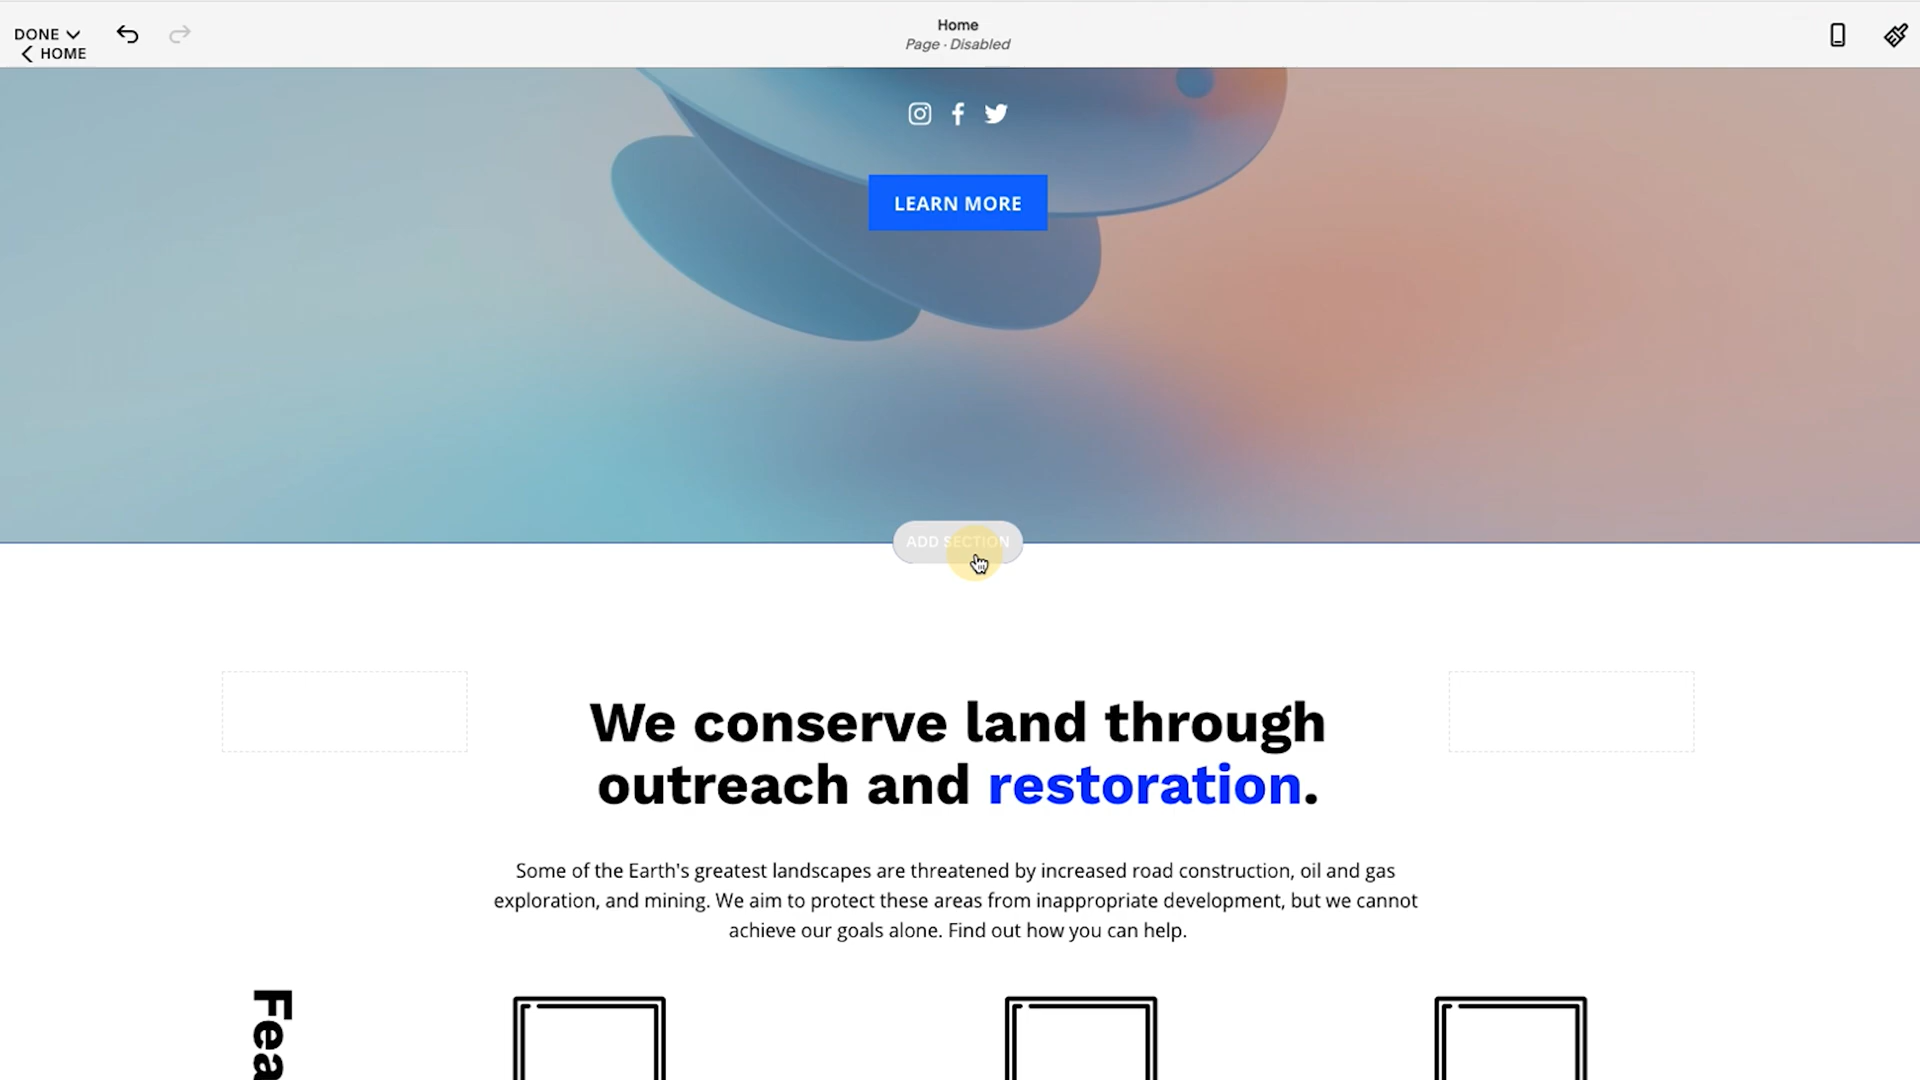 DONE
HOME
Home
Page · Disabled
LEARN MORE
ADD SECTION
We conserve land through
outreach and restoration.
Some of the Earth's greatest landscapes are threatened by increased road construction, oil and gas
exploration, and mining. We aim to protect these areas from inappropriate development, but we cannot
achieve our goals alone. Find out how you can help.
Fea